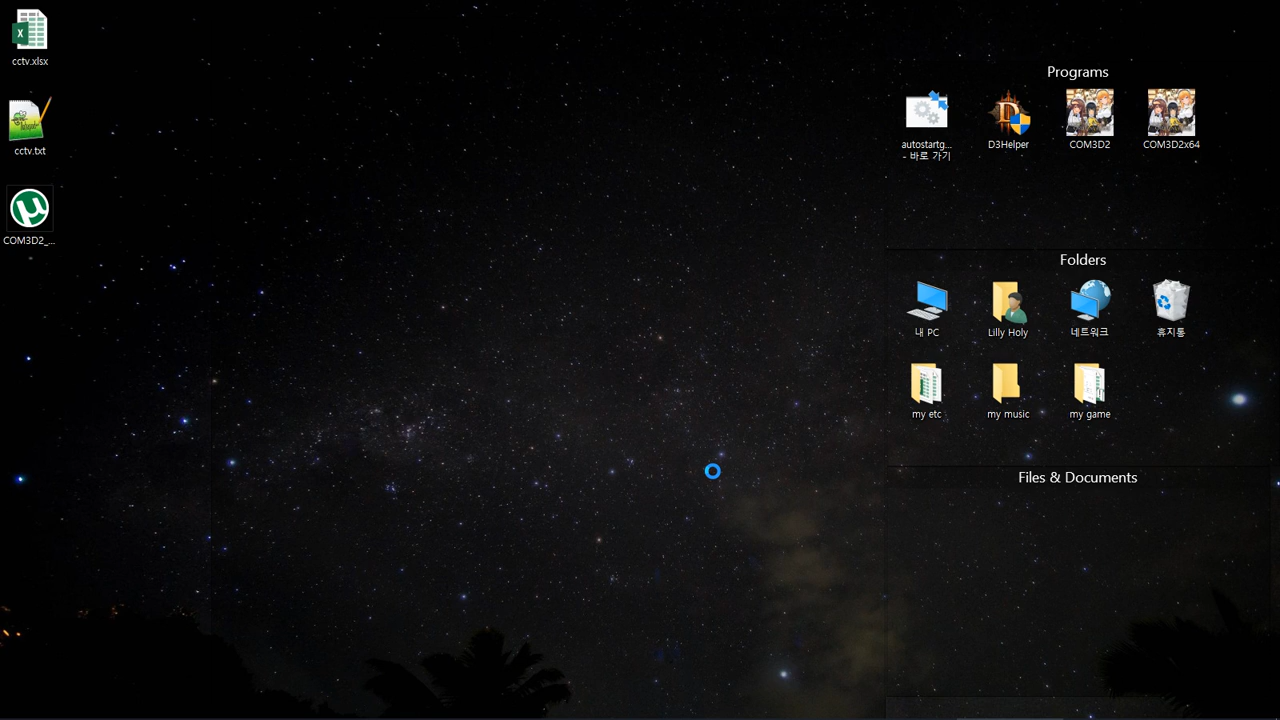 cctv.xlsx
cctv.txt
COM3D2_...
Programs
autostartg...
- 바로 가기
D3Helper
COM3D2
COM3D2x64
Folders
내 PC
Lilly Holy
네트워크
휴지통
my etc
my music
my game
Files & Documents